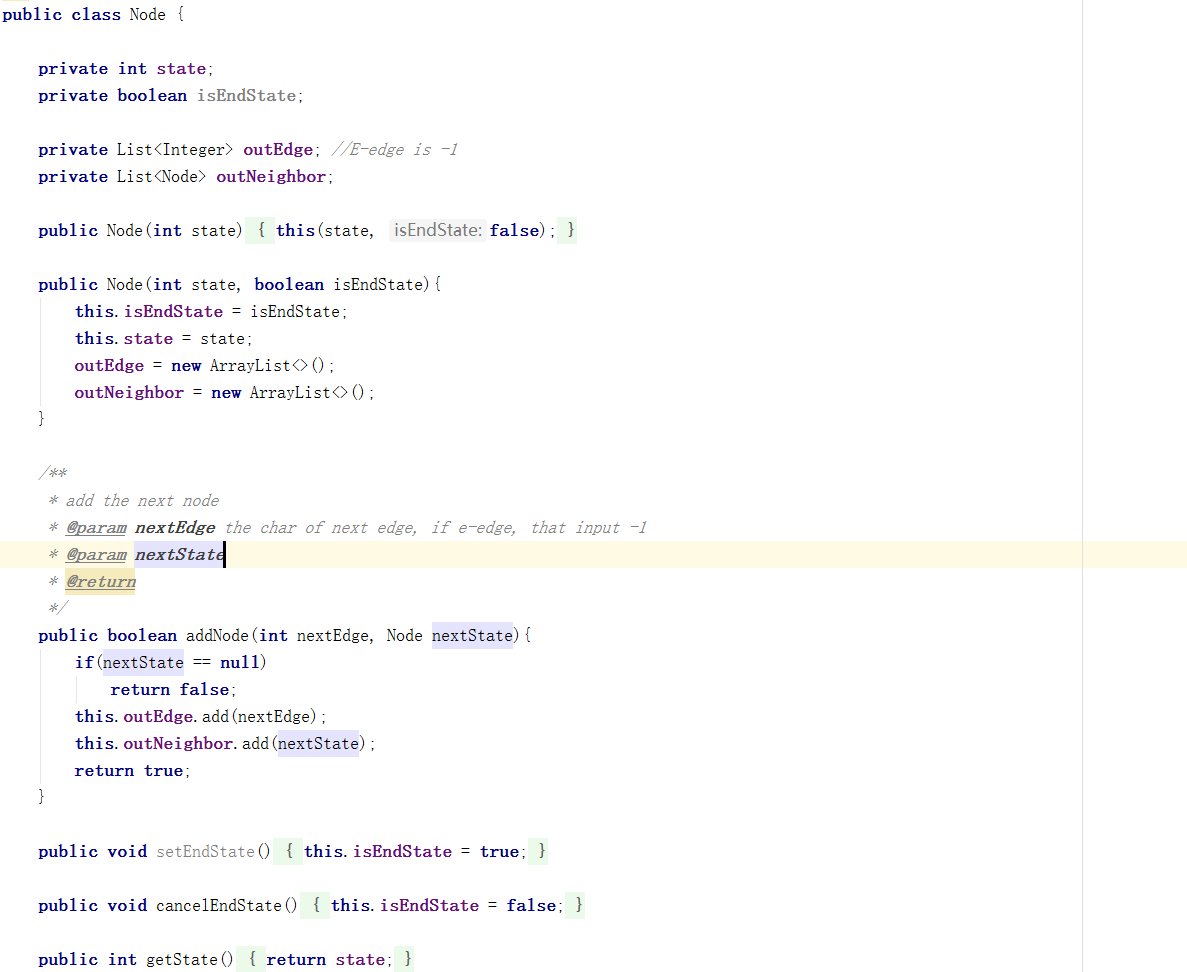 public class Node {
private int state;
private boolean isEndState;
private List<Integer> outEdge; //E-edge is -1
private List<Node> outNeighbor;
public Node(int state) { this(state, isEndState: false); }
public Node(int state, boolean isEndState){
this.isEndState = isEndState;
this.state = state;
outEdge = new ArrayList<>();
outNeighbor = new ArrayList<>();
}
/**
* add the next node
* @param nextEdge the char of next edge, if e-edge, that input -1
* @param nextState
* @return
*/
public boolean addNode(int nextEdge, Node nextState){
if(nextState == null)
return false;
this.outEdge.add(nextEdge);
this.outNeighbor.add(nextState);
return true;
}
public void setEndState() { this.isEndState = true; }
public void cancelEndState() { this.isEndState = false; }
public int getState() { return state; }